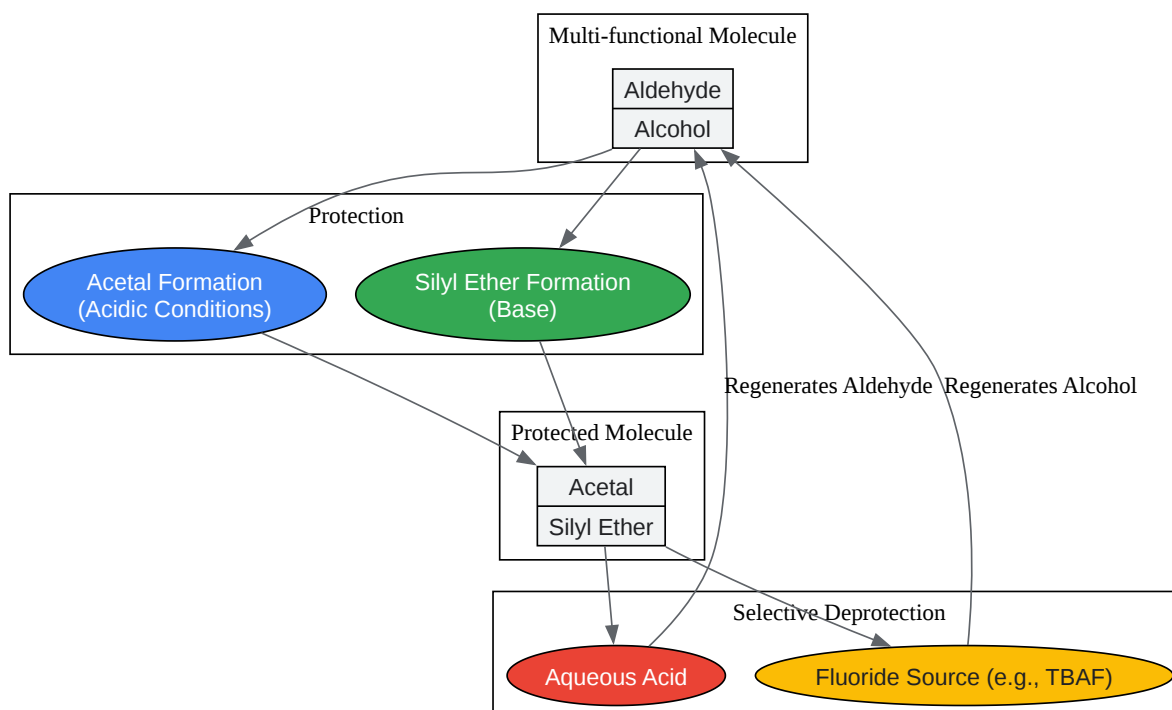 Multi-functional Molecule
Aldehyde
Alcohol
Protection
Acetal Formation
(Acidic Conditions)
Silyl Ether Formation
(Base)
Regenerates Aldehyde
Regenerates Alcohol
Protected Molecule
Acetal
Silyl Ether
Selective Deprotection
Aqueous Acid
Fluoride Source (e.g., TBAF)